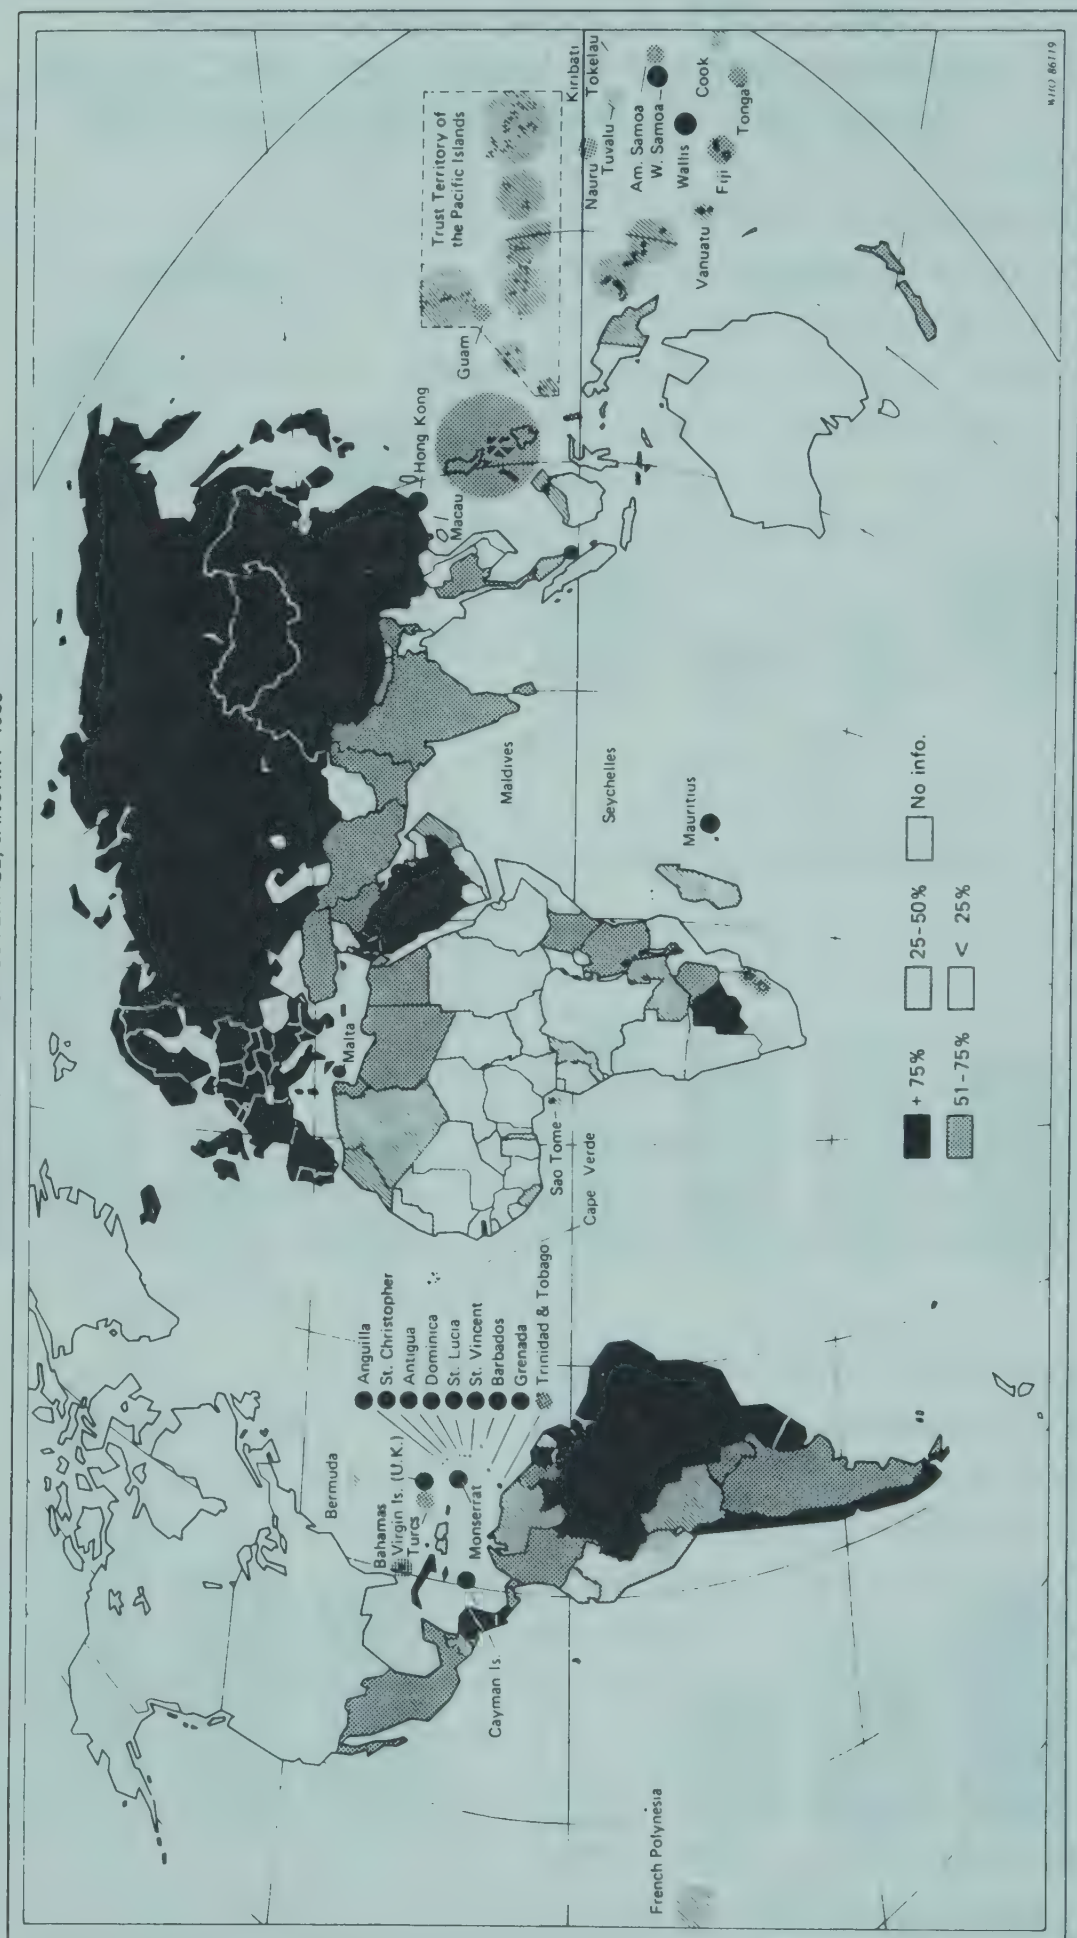 Trust Territory of
the Pacific Islands
Guam
Hong Kong
Macau
Kiribati
Tokelau
Nauru
Tuvalu
Am. Samoa
W. Samoa
Wallis
Cook
Fiji
Tonga
Vanuatu
Maldives
Seychelles
Mauritius
Malta
Sao Tome
Cape Verde
Anguilla
St. Christopher
Antigua
Dominica
St. Lucia
St. Vincent
Barbados
Grenada
Trinidad & Tobago
Bermuda
Bahamas
Virgin Is. (U.K.)
Turcs
Monserrat
Cayman Is.
French Polynesia
+ 75%
25-50%
No info.
51-75%
< 25%
WHO 86119